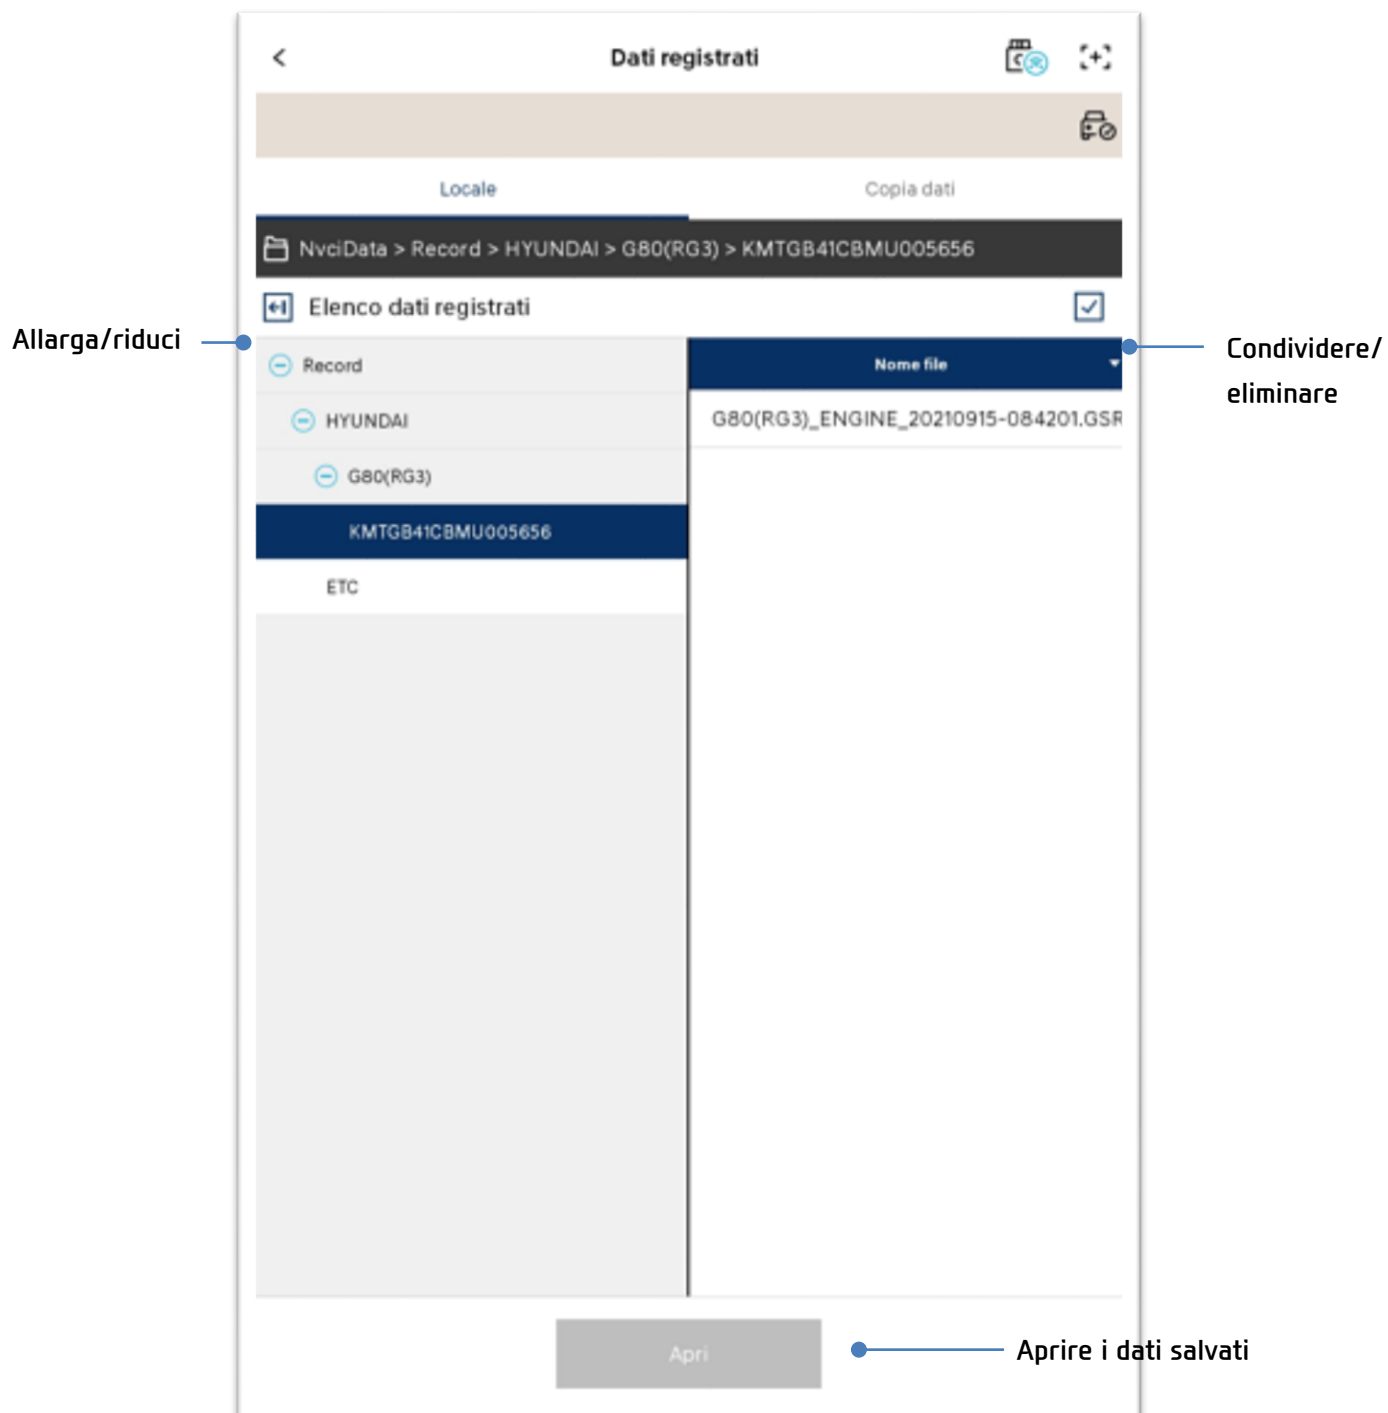 Dati registrati
Locale
Copia dati
NvciData > Record > HYUNDAI > G80(RG3) > KMTGB41CBMU005656
Elenco dati registrati
Allarga/riduci
Condividere/
eliminare
Record
Nome file
HYUNDAI
G80(RG3)_ENGINE_20210915-084201.GSR
G80(RG3)
KMTGB41CBMU005656
ETC
Apri
Aprire i dati salvati